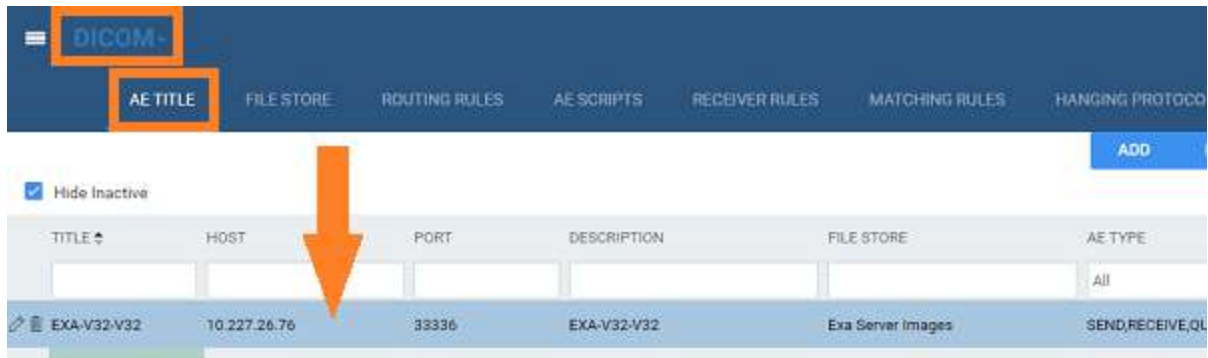 DICOM
AE TITLE FILE STORE ROUTING RULES AE SCRIPTS RECEIVER RULES MATCHING RULES HANGING PROTOCO
ADD
Hide Inactive
TITLE HOST PORT DESCRIPTION FILE STORE AE TYPE
All
EXA-V32-V32 10.227.26.76 33336 EXA-V32-V32 Exa Server Images SEND,RECEIVE,QU